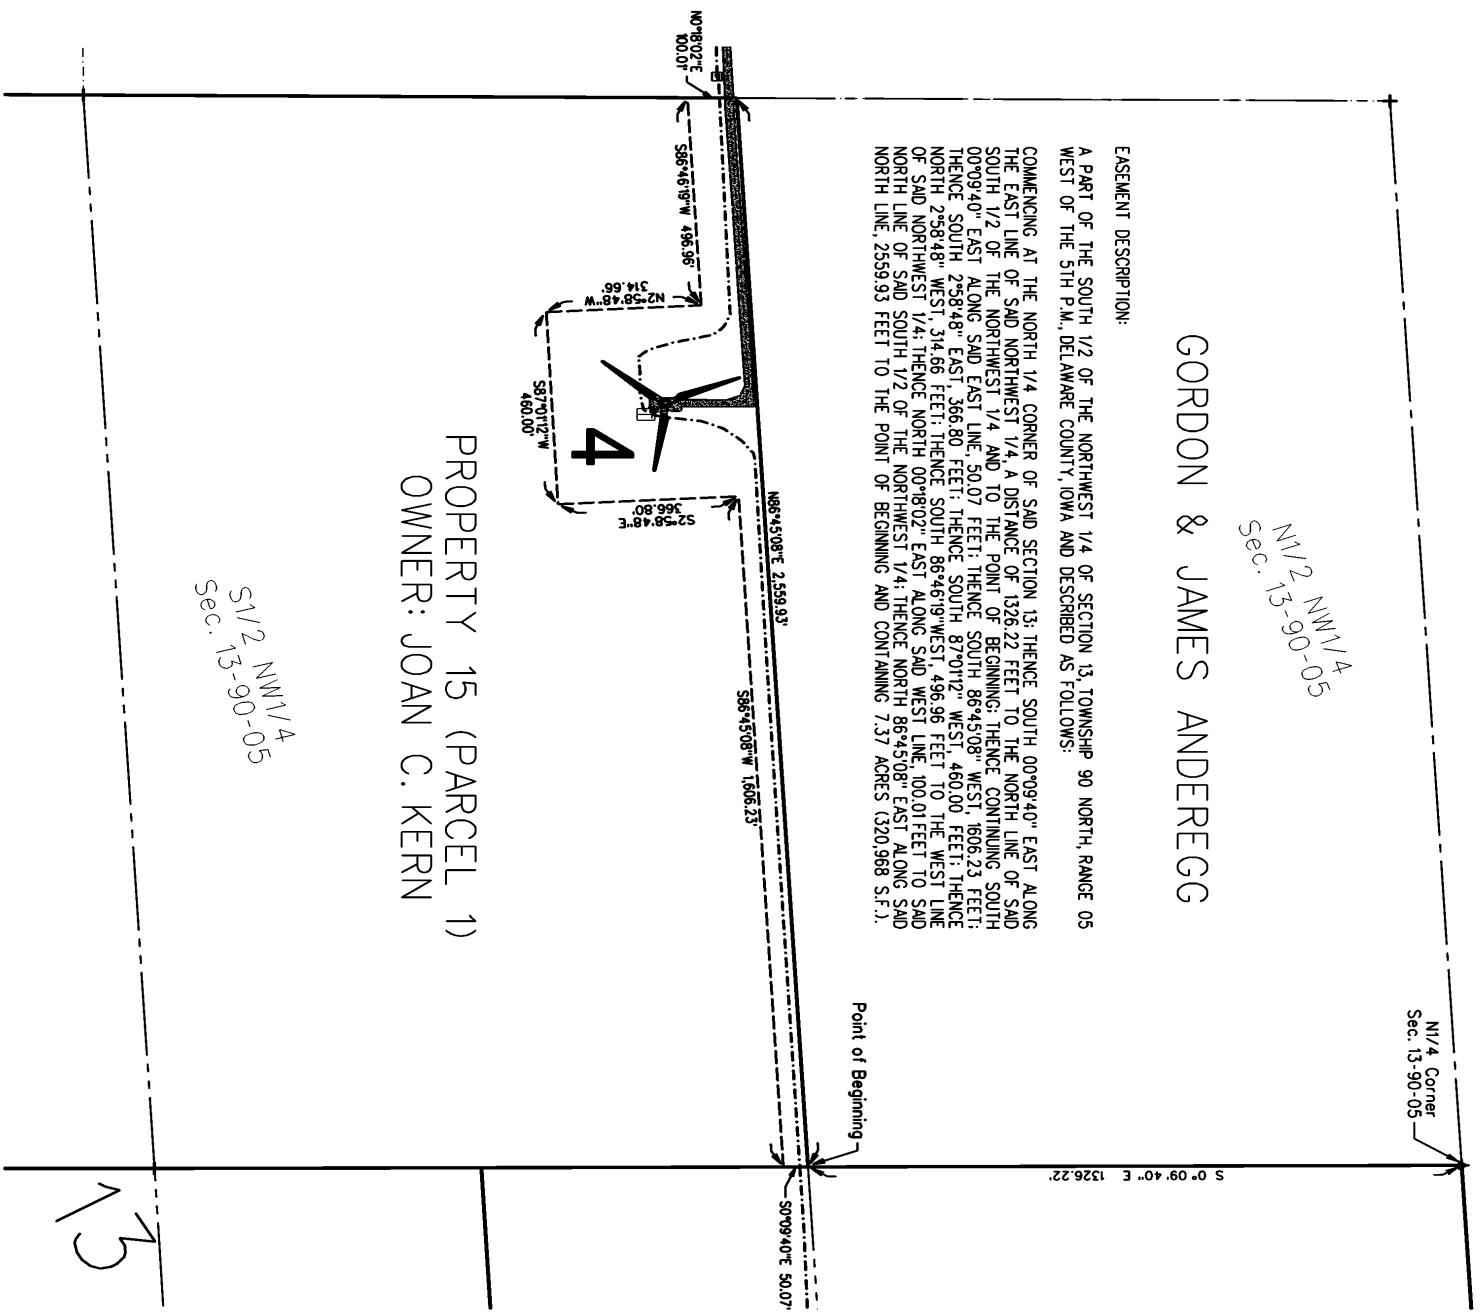 GORDON & JAMES ANDEREGG
N1/2 NW1/4
Sec. 13-90-05
N1/4 Corner
Sec. 13-90-05
EASEMENT DESCRIPTION:
A PART OF THE SOUTH 1/2 OF THE NORTHWEST 1/4 OF SECTION 13, TOWNSHIP 90 NORTH, RANGE 05
WEST OF THE 5TH P.M., DELAWARE COUNTY, IOWA AND DESCRIBED AS FOLLOWS:
COMMENCING AT THE NORTH 1/4 CORNER OF SAID SECTION 13; THENCE SOUTH 00°09'40" EAST ALONG
THE EAST LINE OF SAID NORTHWEST 1/4, A DISTANCE OF 1326.22 FEET TO THE NORTH LINE OF SAID
SOUTH 1/2 OF THE NORTHWEST 1/4 AND TO THE POINT OF BEGINNING; THENCE CONTINUING SOUTH
00°09'40" EAST ALONG SAID EAST LINE, 50.07 FEET; THENCE SOUTH 86°45'08" WEST, 1606.23 FEET;
THENCE SOUTH 2°58'48" EAST, 366.80 FEET; THENCE SOUTH 87°01'12" WEST, 460.00 FEET; THENCE
NORTH 2°58'48" WEST, 314.66 FEET; THENCE SOUTH 86°46'19" WEST, 496.96 FEET TO THE WEST LINE
OF SAID NORTHWEST 1/4; THENCE NORTH 00°18'02" EAST ALONG SAID WEST LINE, 100.01 FEET TO SAID
NORTH LINE OF SAID SOUTH 1/2 OF THE NORTHWEST 1/4; THENCE NORTH 86°45'08" EAST ALONG SAID
NORTH LINE, 2559.93 FEET TO THE POINT OF BEGINNING AND CONTAINING 7.37 ACRES (320,968 S.F.).
S 0° 09' 40" E 1326.22'
Point of Beginning
N0°18'02"E
100.01'
N86°45'08"E 2,559.93'
S86°46'19"W 496.96'
N2°58'48"W
314.66'
S87°01'12"W
460.00'
4
S2°58'48"E
366.80'
S86°45'08"W 1,606.23'
S0°09'40"E 50.07'
PROPERTY 15 (PARCEL 1)
OWNER: JOAN C. KERN
S1/2 NW1/4
Sec. 13-90-05
13